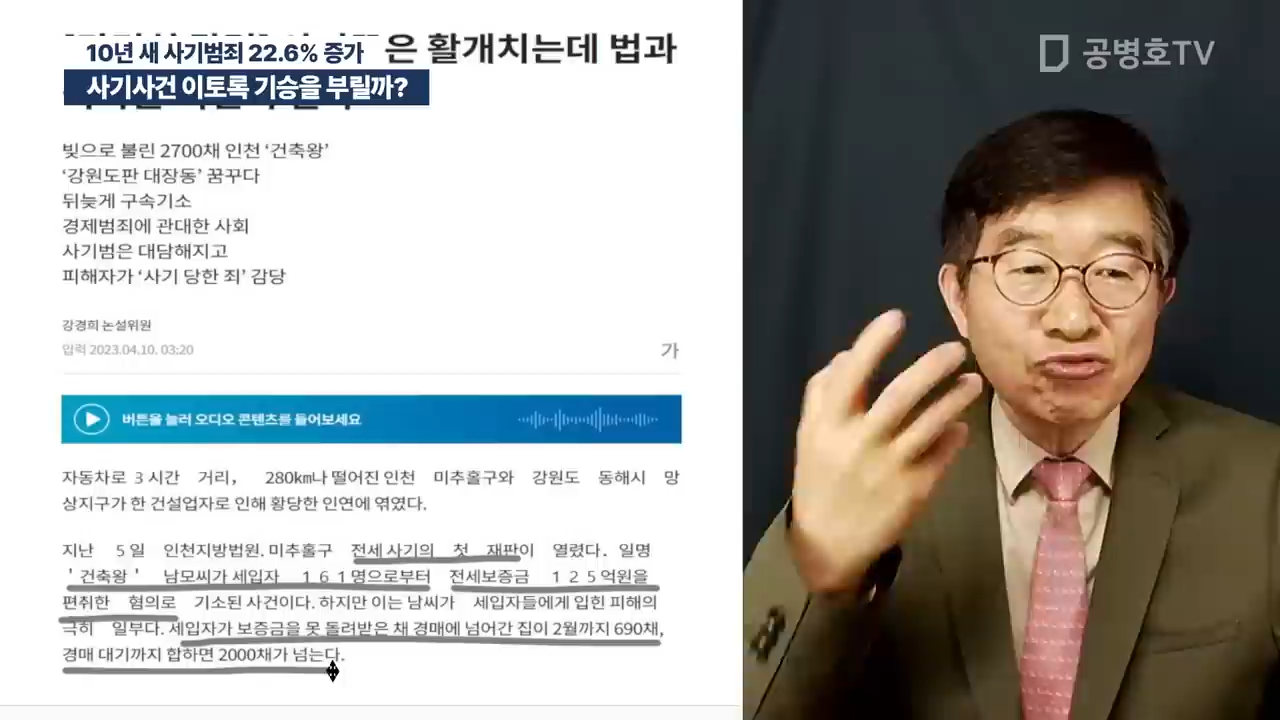 10년 새 사기범죄 22.6% 증가
은 활개치는데 법과
사기사건 이토록 기승을 부릴까?
공병호TV
빚으로 불린 2700채 인천 ‘건축왕’
‘강원도판 대장동’ 꿈꾸다
뒤늦게 구속기소
경제범죄에 관대한 사회
사기범은 대담해지고
피해자가 ‘사기 당한 죄’ 감당
강경희 논설위원
입력 2023.04.10. 03:20
가
버튼을 눌러 오디오 콘텐츠를 들어보세요
자동차로 3시간 거리, 280km나 떨어진 인천 미추홀구와 강원도 동해시 망
상지구가 한 건설업자로 인해 황당한 인연에 엮였다.
지난 5일 인천지방법원. 미추홀구 전세 사기의 첫 재판이 열렸다. 일명
'건축왕' 남모씨가 세입자 161명으로부터 전세보증금 125억원을
편취한 혐의로 기소된 사건이다. 하지만 이는 남씨가 세입자들에게 입힌 피해의
극히 일부다. 세입자가 보증금을 못 돌려받은 채 경매에 넘어간 집이 2월까지 690채,
경매 대기까지 합하면 2000채가 넘는다.